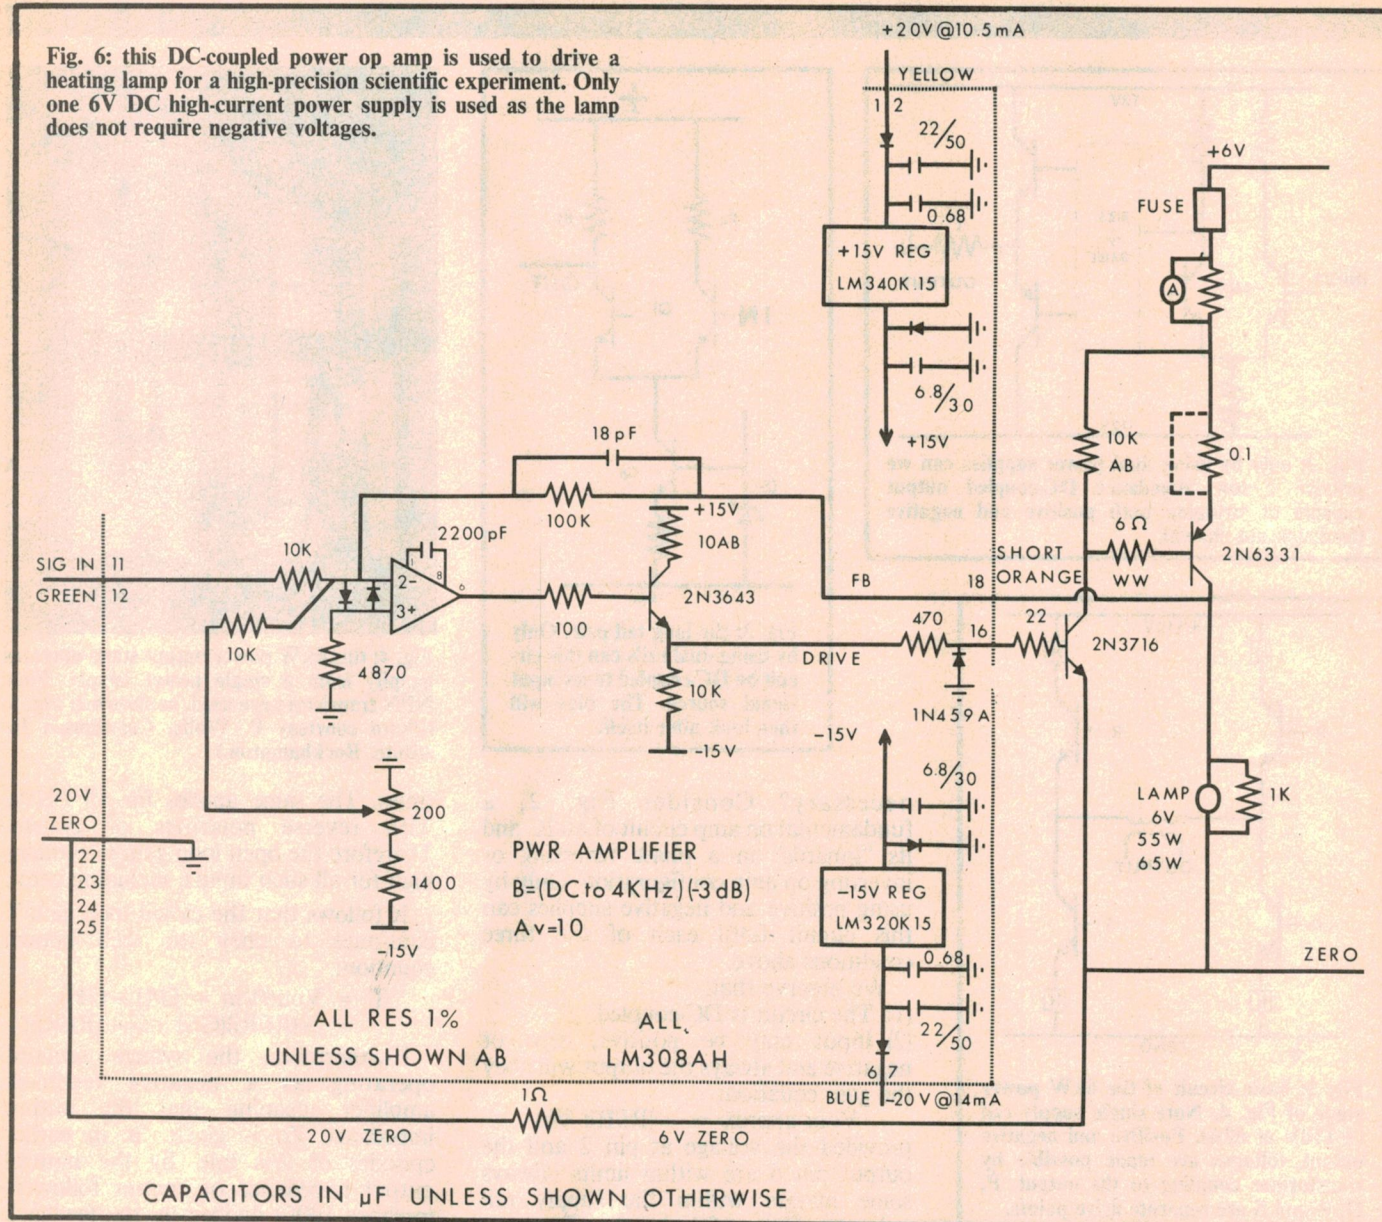 Fig. 6: this DC-coupled power op amp is used to drive a
heating lamp for a high-precision scientific experiment. Only
one 6V DC high-current power supply is used as the lamp
does not require negative voltages.
+20V@10.5mA
YELLOW
1 2
22/50
0.68
+15V REG
LM340K15
6.8/30
+15V
+6V
FUSE
A
10K
AB
0.1
6Ω
WW
2N6331
18pF
100K
+15V
10AB
2200pF
SIG IN 11
GREEN 12
10K
2-
3+
1
8
6
10K
4870
100
2N3643
10K
-15V
FB
18
SHORT
ORANGE
DRIVE
470
16
22
2N3716
1N459A
20V
ZERO
22
23
24
25
200
1400
-15V
PWR AMPLIFIER
B=(DC to 4KHz)(-3dB)
Av=10
-15V
6.8/30
-15V REG
LM320K15
0.68
22/50
6 7
BLUE -20V@14mA
LAMP
6V
55W
65W
1K
ZERO
ALL RES 1%
UNLESS SHOWN AB
ALL
LM308AH
1Ω
20V ZERO
6V ZERO
CAPACITORS IN µF UNLESS SHOWN OTHERWISE